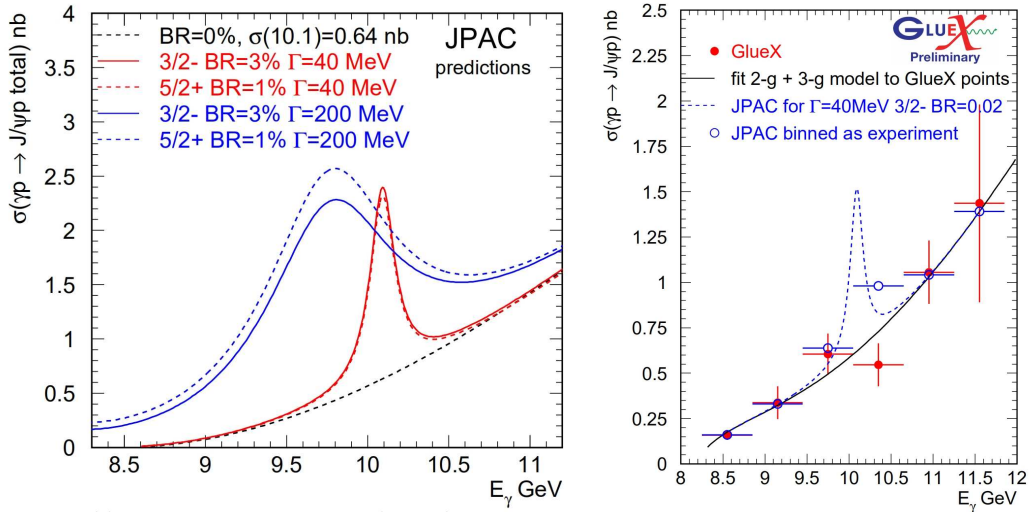 σ(γp → J/ψp total) nb
4
3.5
3
2.5
2
1.5
1
0.5
0
BR=0%, σ(10.1)=0.64 nb
3/2- BR=3% Γ=40 MeV
5/2+ BR=1% Γ=40 MeV
3/2- BR=3% Γ=200 MeV
5/2+ BR=1% Γ=200 MeV
JPAC
predictions
8.5 9 9.5 10 10.5 11
Eγ GeV
σ(γp → J/ψp) nb
2.5
2.25
2
1.75
1.5
1.25
1
0.75
0.5
0.25
0
GLUEX
Preliminary
GlueX
fit 2-g + 3-g model to GlueX points
JPAC for Γ=40MeV 3/2- BR=0.02
JPAC binned as experiment
8 8.5 9 9.5 10 10.5 11 11.5 12
Eγ GeV